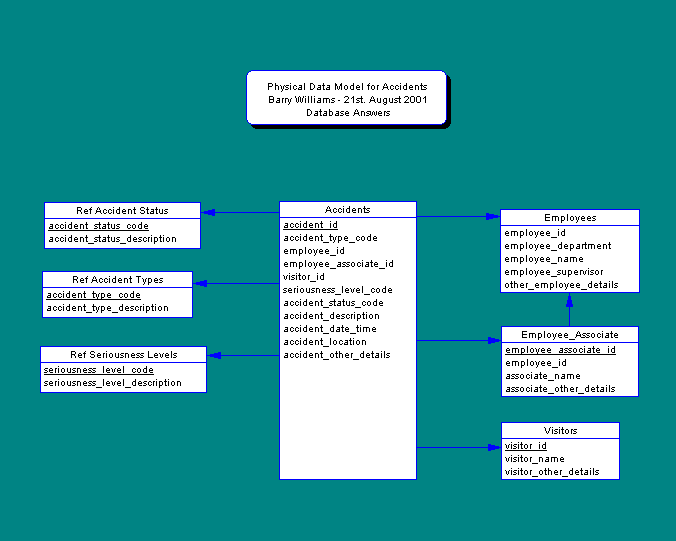 Physical Data Model for Accidents
Barry Williams - 21st. August 2001
Database Answers
Ref Accident Status
accident_status_code
accident_status_description
Ref Accident Types
accident_type_code
accident_type_description
Ref Seriousness Levels
seriousness_level_code
seriousness_level_description
Accidents
accident_id
accident_type_code
employee_id
employee_associate_id
visitor_id
seriousness_level_code
accident_status_code
accident_description
accident_date_time
accident_location
accident_other_details
Employees
employee_id
employee_department
employee_name
employee_supervisor
other_employee_details
Employee_Associate
employee_associate_id
employee_id
associate_name
associate_other_details
Visitors
visitor_id
visitor_name
visitor_other_details